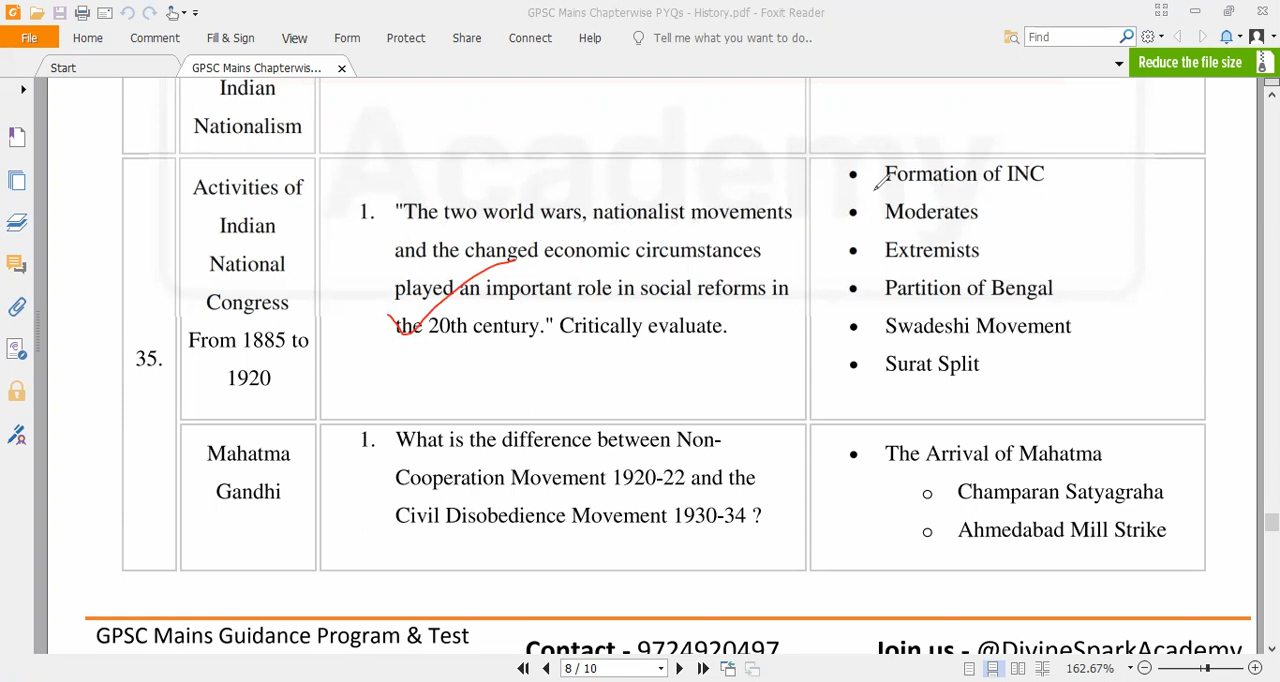 GPSC Mains Chapterwise PYQs - History.pdf - Foxit Reader
File Home Comment Fill & Sign View Form Protect Share Connect Help Tell me what you want to do.. Find
Start GPSC Mains Chapterwis... Reduce the file size
Academy
Indian
Nationalism
35.
Activities of
Indian
National
Congress
From 1885 to
1920
1. "The two world wars, nationalist movements
and the changed economic circumstances
played an important role in social reforms in
the 20th century." Critically evaluate.
• Formation of INC
• Moderates
• Extremists
• Partition of Bengal
• Swadeshi Movement
• Surat Split
Mahatma
Gandhi
1. What is the difference between Non-
Cooperation Movement 1920-22 and the
Civil Disobedience Movement 1930-34 ?
• The Arrival of Mahatma
o Champaran Satyagraha
o Ahmedabad Mill Strike
GPSC Mains Guidance Program & Test
Contact - 9724920497
Join us - @DivineSparkAcademy
8 / 10
162.67%